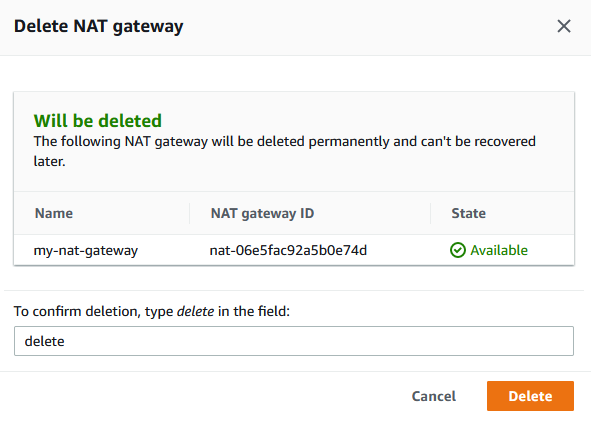 Delete NAT gateway
Will be deleted
The following NAT gateway will be deleted permanently and can't be recovered
later.
Name NAT gateway ID State
my-nat-gateway nat-06e5fac92a5b0e74d Available
To confirm deletion, type delete in the field:
delete
Cancel Delete